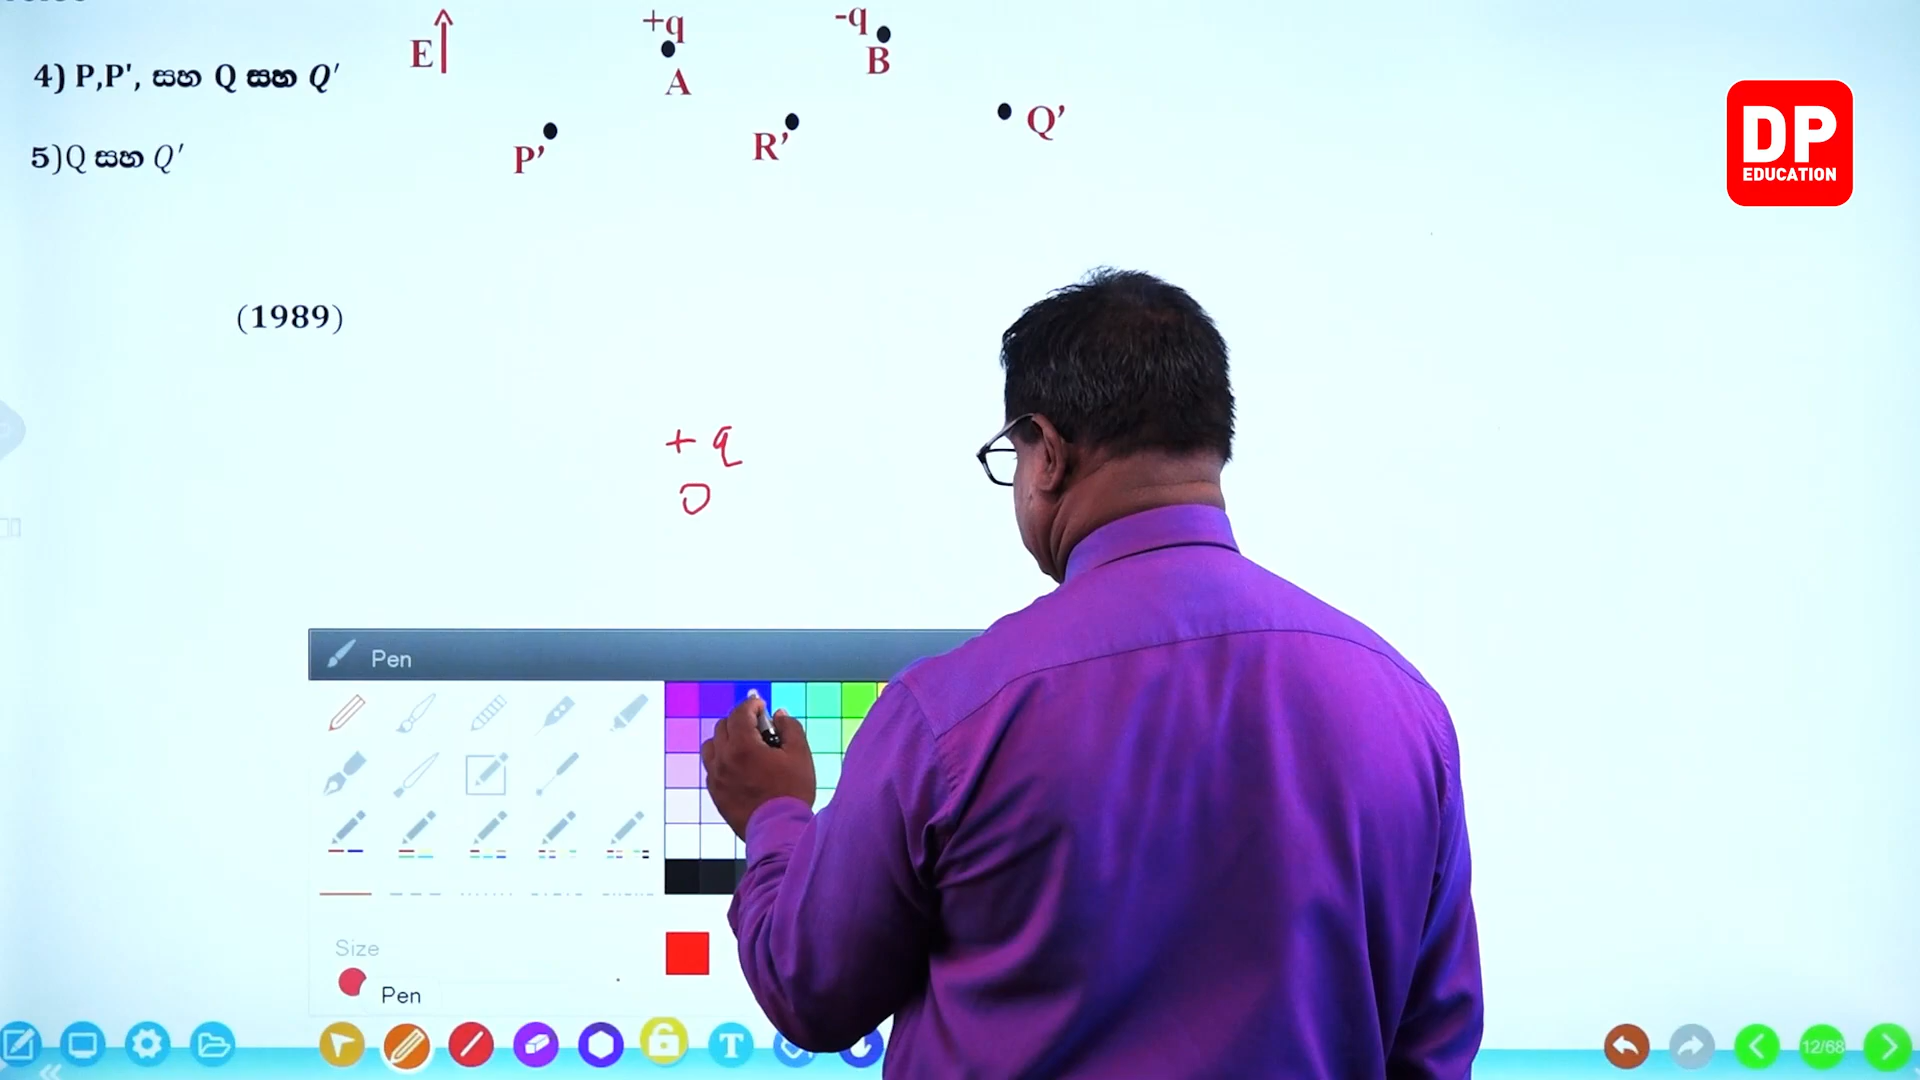 +q
-q
E
A
B
4) P,P', සහ Q සහ Q'
P'
R'
Q'
5)Q සහ Q'
DP
EDUCATION
(1989)
+ q
Pen
Size
Pen
T
12/68